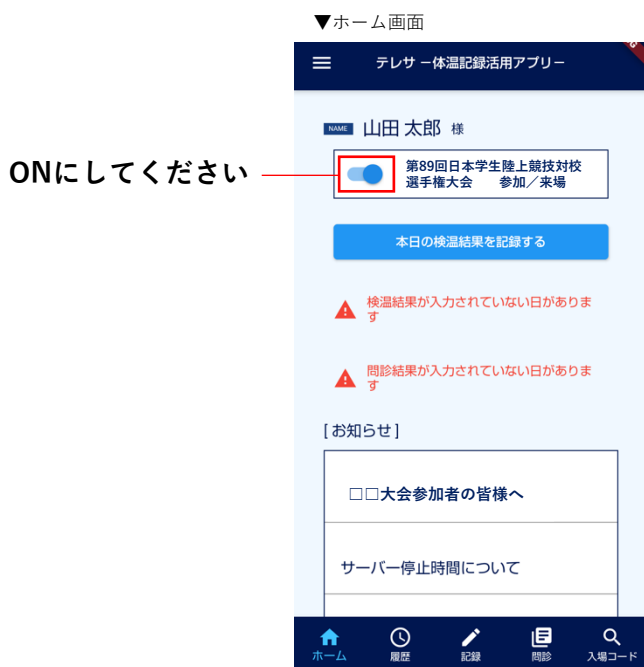 ▼ホーム画面
テレサ －体温記録活用アプリ－
NAME 山田 太郎 様
ONにしてください
第89回日本学生陸上競技対校
選手権大会 参加／来場
本日の検温結果を記録する
検温結果が入力されていない日がありま
す
問診結果が入力されていない日がありま
す
[ お知らせ ]
□□大会参加者の皆様へ
サーバー停止時間について
ホーム 履歴 記録 問診 入場コード